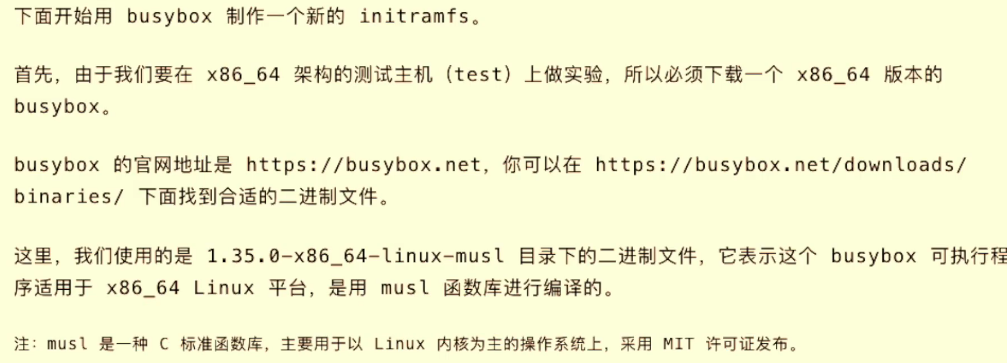 下面开始用 busybox 制作一个新的 initramfs。
首先，由于我们要在 x86_64 架构的测试主机（test）上做实验，所以必须下载一个 x86_64 版本的
busybox。
busybox 的官网地址是 https://busybox.net，你可以在 https://busybox.net/downloads/
binaries/ 下面找到合适的二进制文件。
这里，我们使用的是 1.35.0-x86_64-linux-musl 目录下的二进制文件，它表示这个 busybox 可执行程
序适用于 x86_64 Linux 平台，是用 musl 函数库进行编译的。
注：musl 是一种 C 标准函数库，主要用于以 Linux 内核为主的操作系统上，采用 MIT 许可证发布。